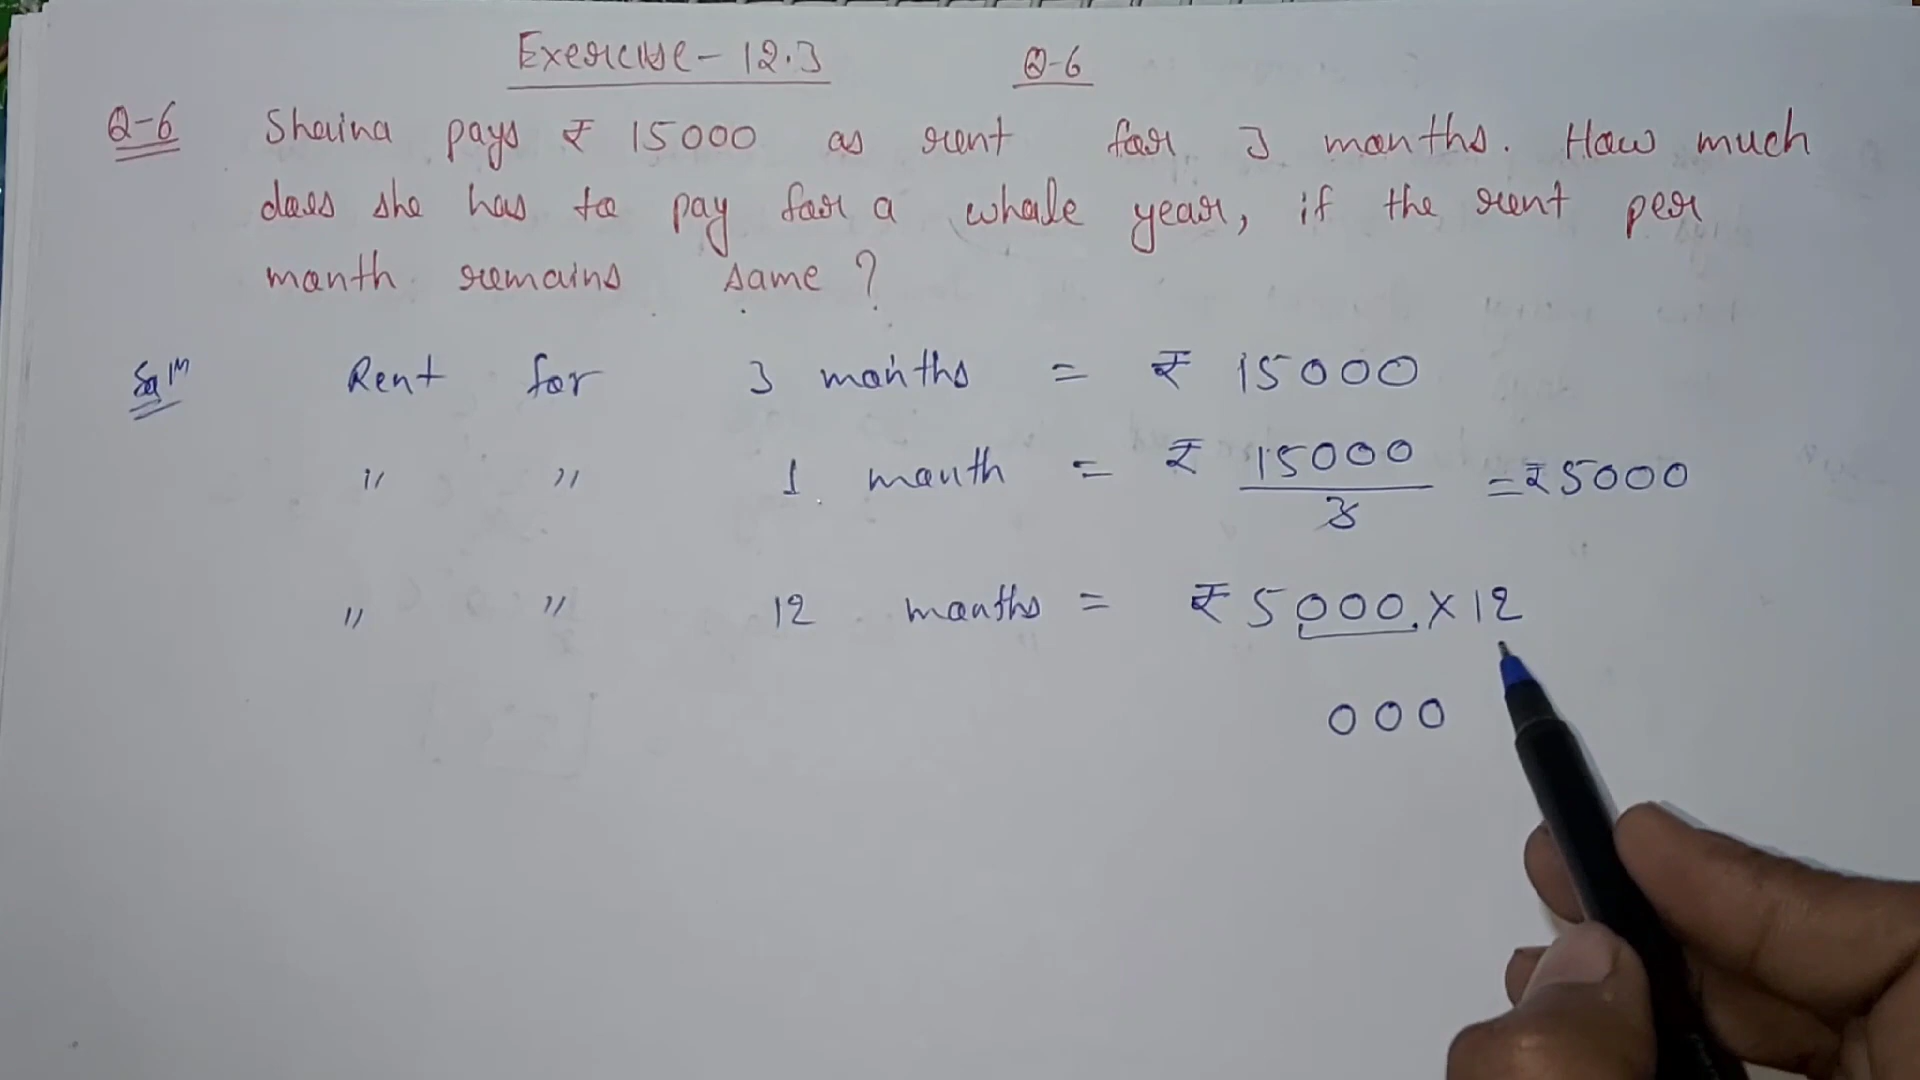 Exercise - 12.3 Q-6
Q-6 Shaina pays ₹ 15000 as rent for 3 months. How much
does she has to pay for a whole year, if the rent per
month remains same ?
Solⁿ Rent for 3 months = ₹ 15000
" " 1 month = ₹ 15000/3 = ₹ 5000
" " 12 months = ₹ 5000 × 12
000